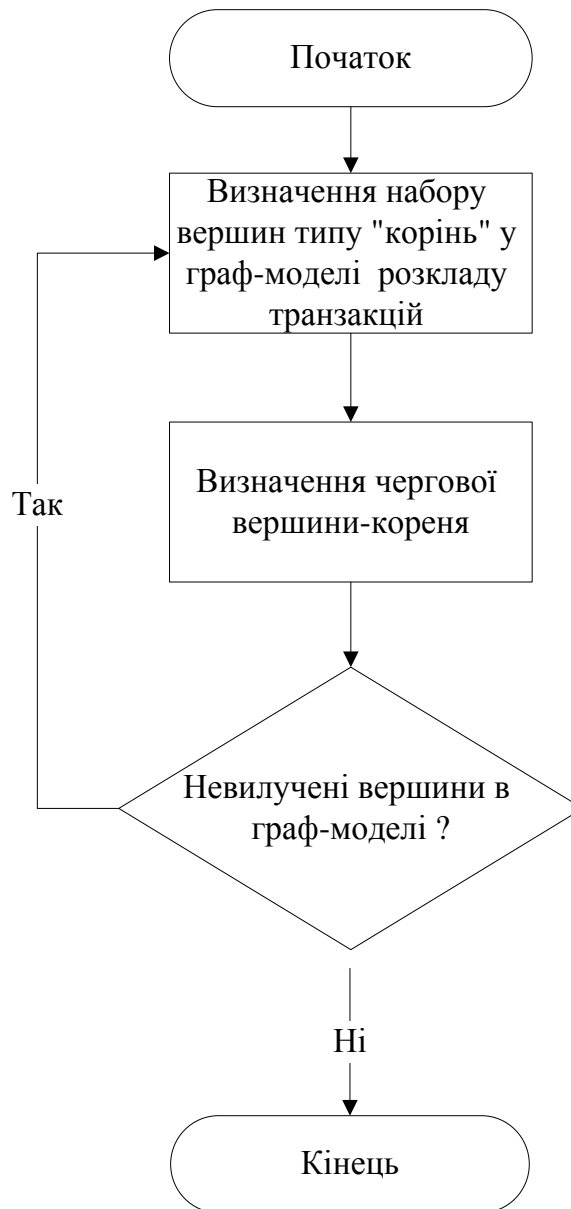 Початок
Визначення набору
вершин типу "корінь" у
граф-моделі розкладу
транзакцій
Визначення чергової
вершини-кореня
Так
Невилучені вершини в
граф-моделі ?
Ні
Кінець